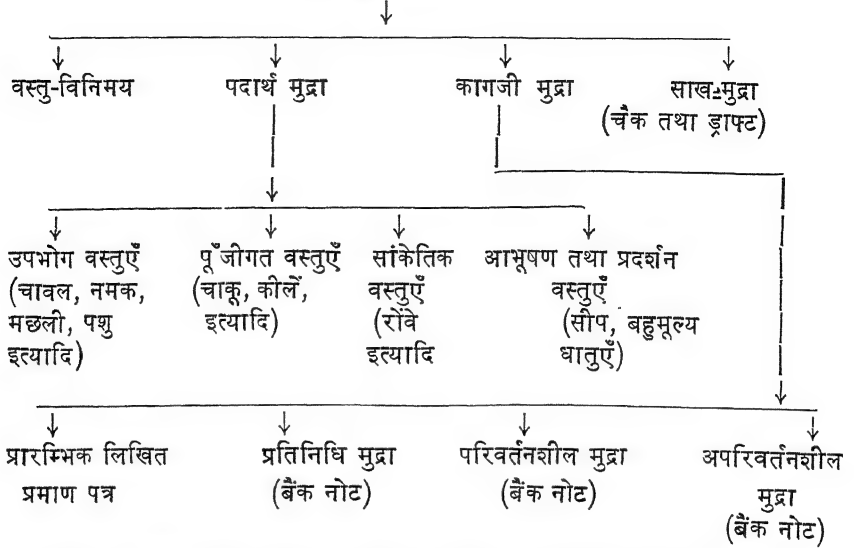 वस्तु-विनिमय पदार्थ मुद्रा कागजी मुद्रा साख-मुद्रा
(चैक तथा ड्राफ्ट)
उपभोग वस्तुएँ पूँजीगत वस्तुएँ सांकेतिक आभूषण तथा प्रदर्शन
(चावल, नमक, (चाकू, कीलें, वस्तुएँ वस्तुएँ
मछली, पशु इत्यादि) (रोंवे (सीप, बहुमूल्य
इत्यादि) इत्यादि धातुएँ)
प्रारम्भिक लिखित प्रतिनिधि मुद्रा परिवर्तनशील मुद्रा अपरिवर्तनशील
प्रमाण पत्र (बैंक नोट) (बैंक नोट) मुद्रा
(बैंक नोट)